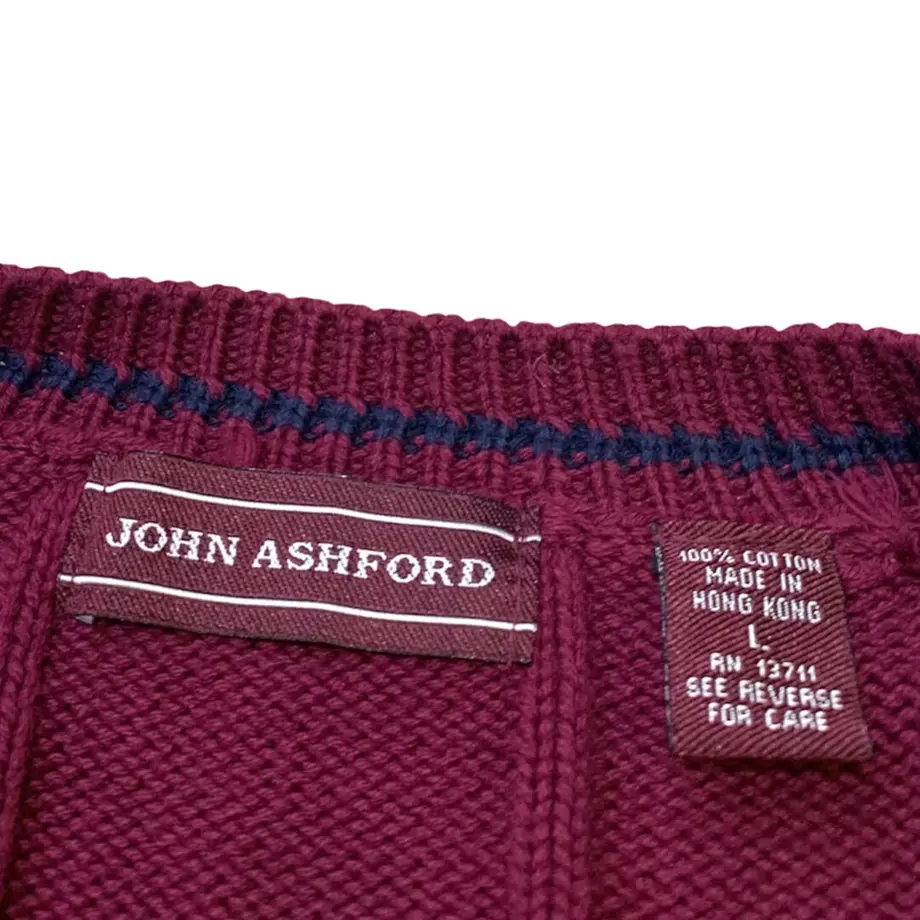 JOHN ASHFORD
100% COTTON
MADE IN
HONG KONG
L.
RN 13711
SEE REVERSE
FOR CARE